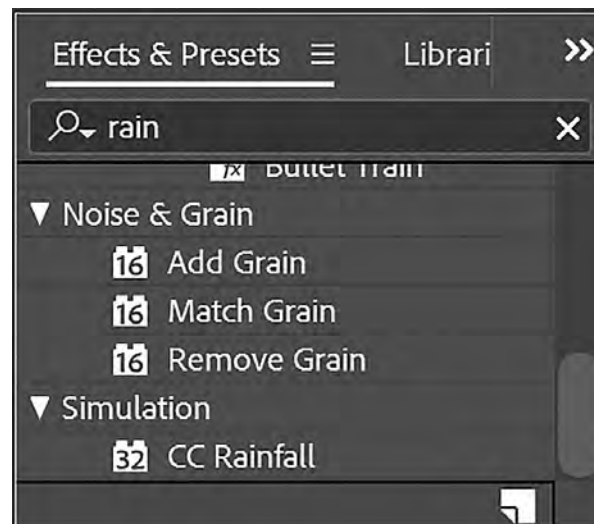 Effects & Presets Librari
rain
fx Bullet Train
Noise & Grain
16 Add Grain
16 Match Grain
16 Remove Grain
Simulation
32 CC Rainfall